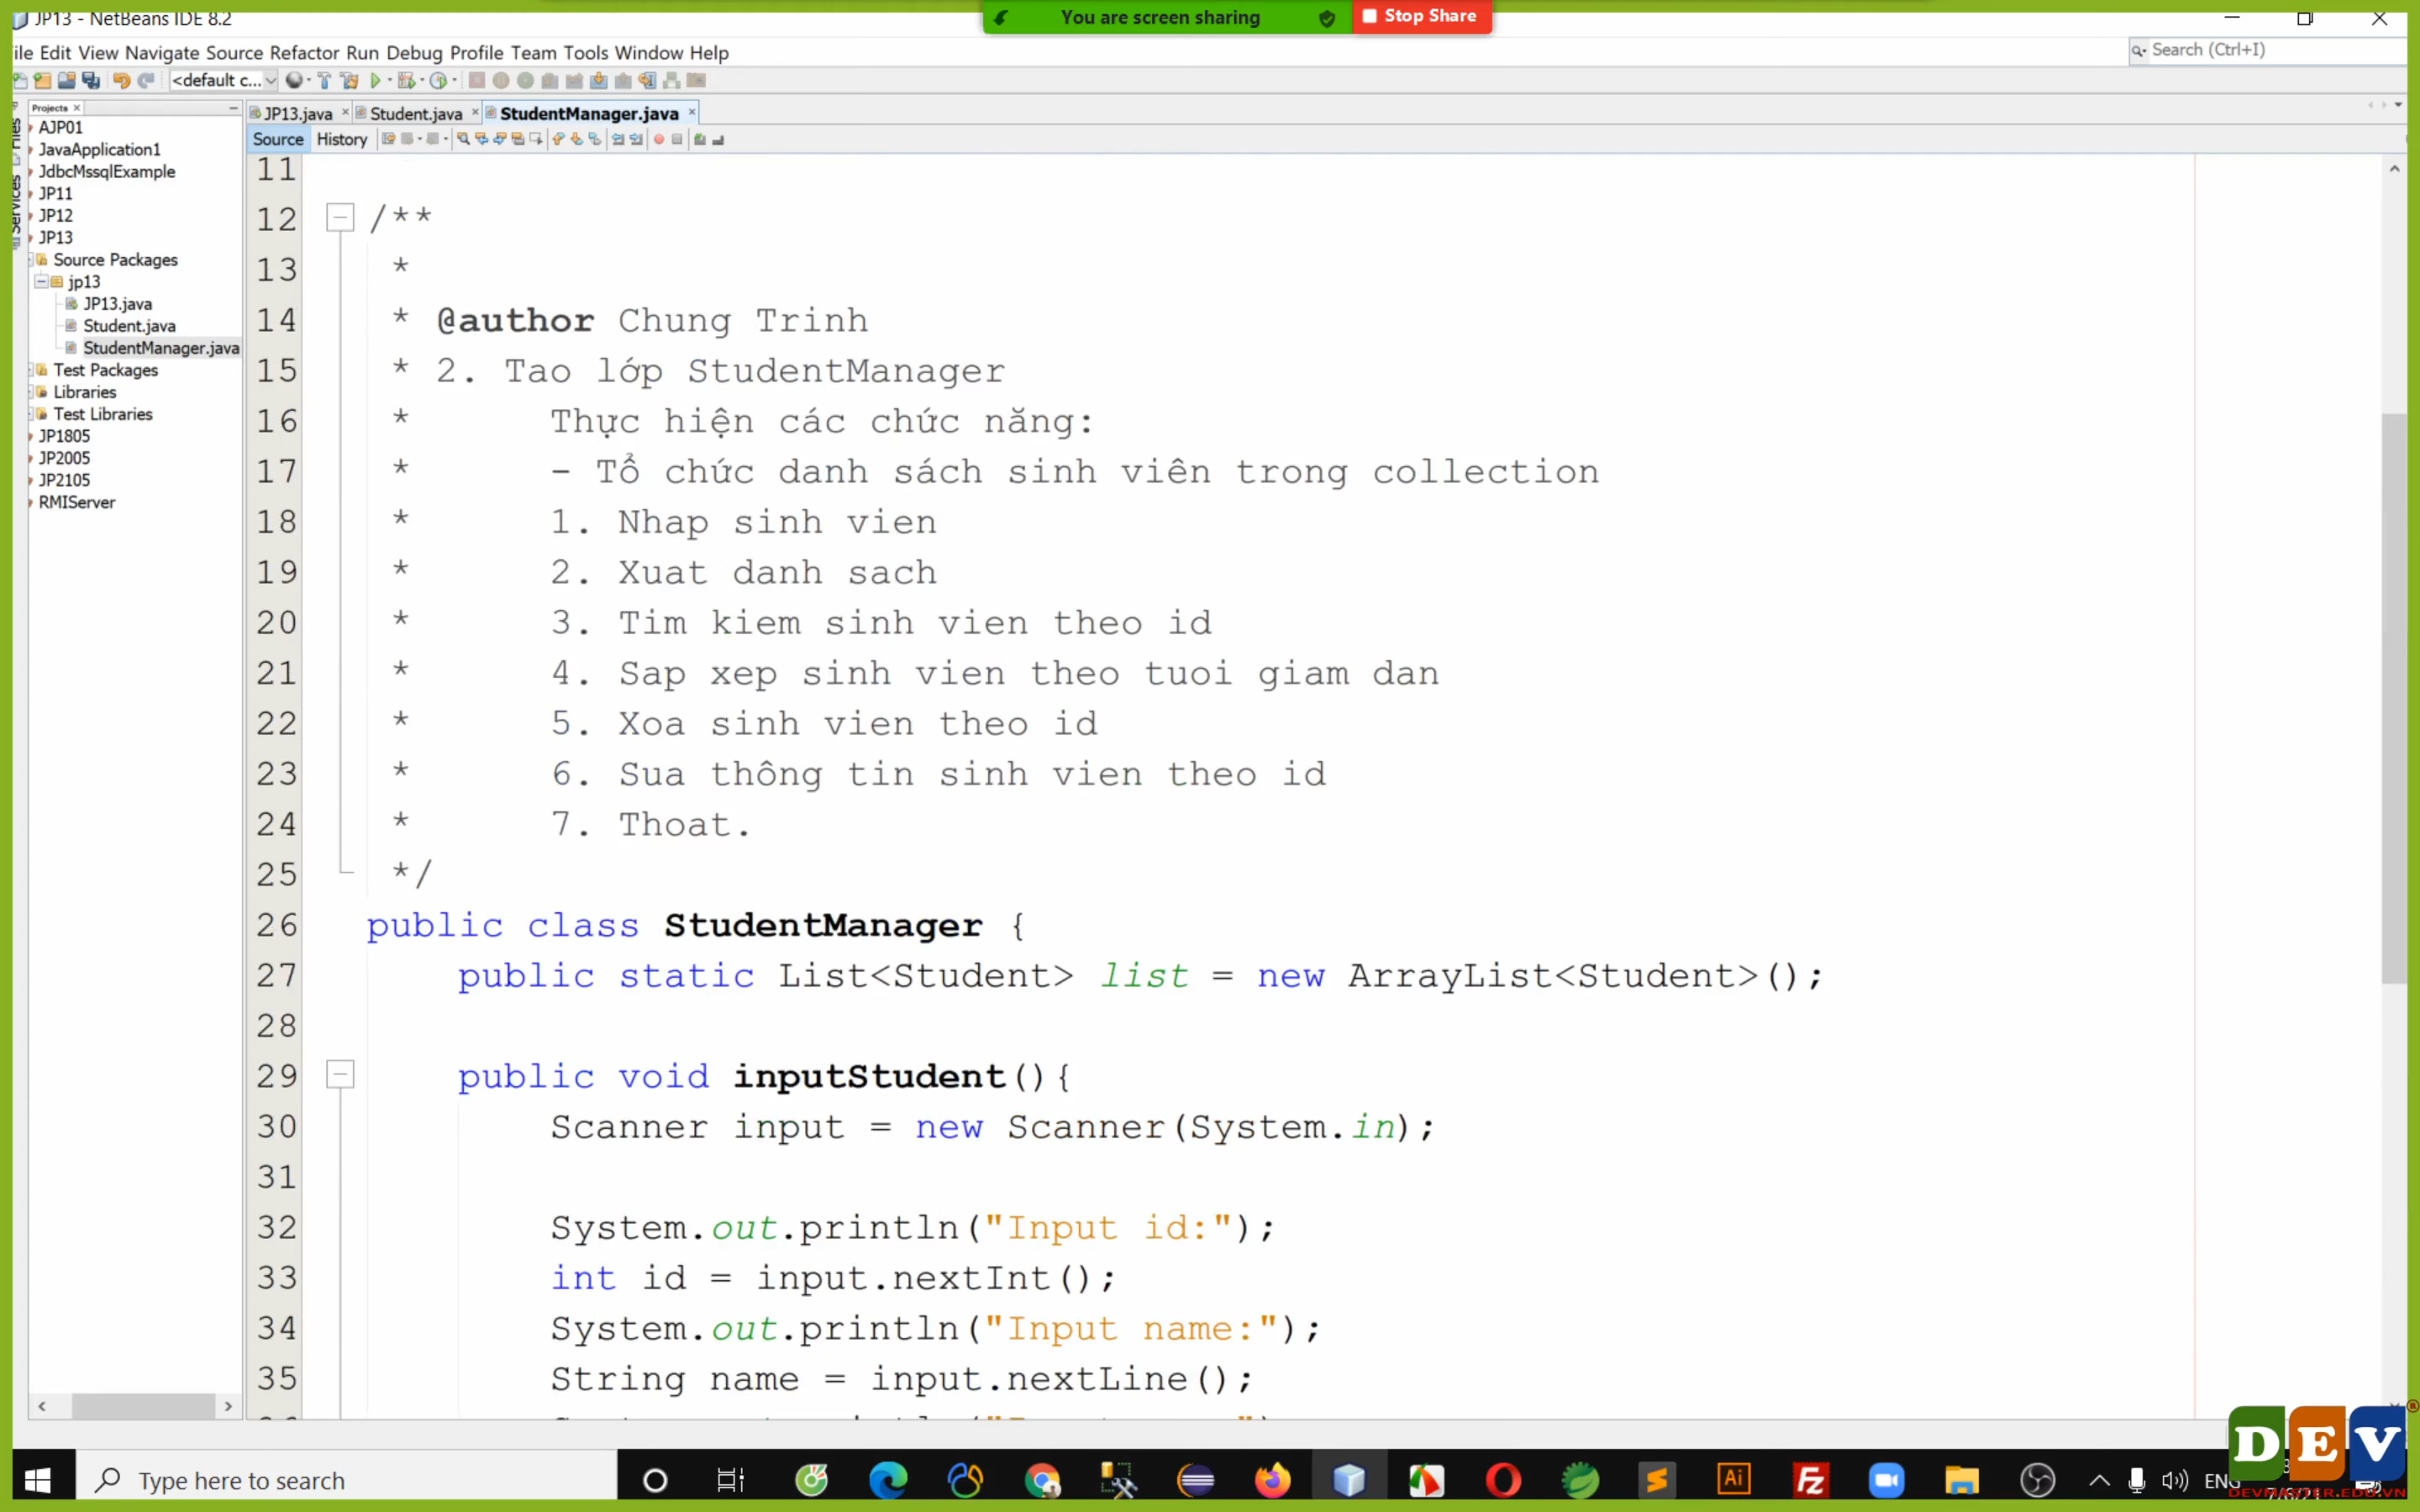 JP13 - NetBeans IDE 8.2
You are screen sharing
Stop Share
ile Edit View Navigate Source Refactor Run Debug Profile Team Tools Window Help
Search (Ctrl+I)
<default c...
Projects
Files
Services
AJP01
JavaApplication1
JdbcMssqlExample
JP11
JP12
JP13
Source Packages
jp13
JP13.java
Student.java
StudentManager.java
Test Packages
Libraries
Test Libraries
JP1805
JP2005
JP2105
RMIServer
JP13.java Student.java StudentManager.java
Source History
11
12 /**
13 *
14 * @author Chung Trinh
15 * 2. Tao lớp StudentManager
16 * Thực hiện các chức năng:
17 * - Tổ chức danh sách sinh viên trong collection
18 * 1. Nhap sinh vien
19 * 2. Xuat danh sach
20 * 3. Tim kiem sinh vien theo id
21 * 4. Sap xep sinh vien theo tuoi giam dan
22 * 5. Xoa sinh vien theo id
23 * 6. Sua thông tin sinh vien theo id
24 * 7. Thoat.
25 */
26 public class StudentManager {
27 public static List<Student> list = new ArrayList<Student>();
28
29 public void inputStudent(){
30 Scanner input = new Scanner(System.in);
31
32 System.out.println("Input id:");
33 int id = input.nextInt();
34 System.out.println("Input name:");
35 String name = input.nextLine();
Type here to search
Ai
Fz
ENG
DEV
DEVMASTER.EDU.VN